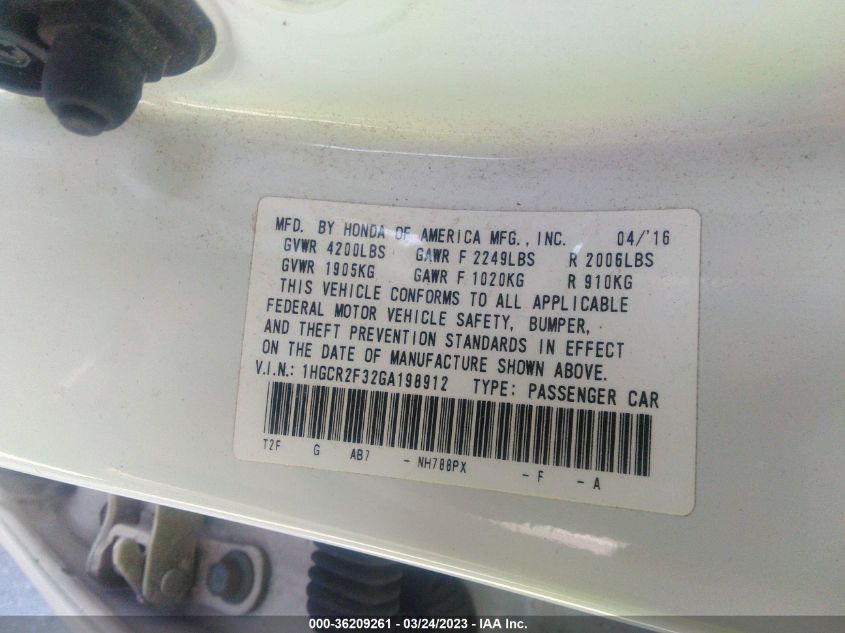 MFD. BY HONDA OF AMERICA MFG., INC. 04/'16
GVWR 4200LBS GAWR F 2249LBS R 2006LBS
GVWR 1905KG GAWR F 1020KG R 910KG
THIS VEHICLE CONFORMS TO ALL APPLICABLE
FEDERAL MOTOR VEHICLE SAFETY, BUMPER,
AND THEFT PREVENTION STANDARDS IN EFFECT
ON THE DATE OF MANUFACTURE SHOWN ABOVE.
V.I.N.: 1HGCR2F32GA198912 TYPE: PASSENGER CAR
T2F G AB7 - NH788PX - F - A
000-36209261 - 03/24/2023 - IAA Inc.